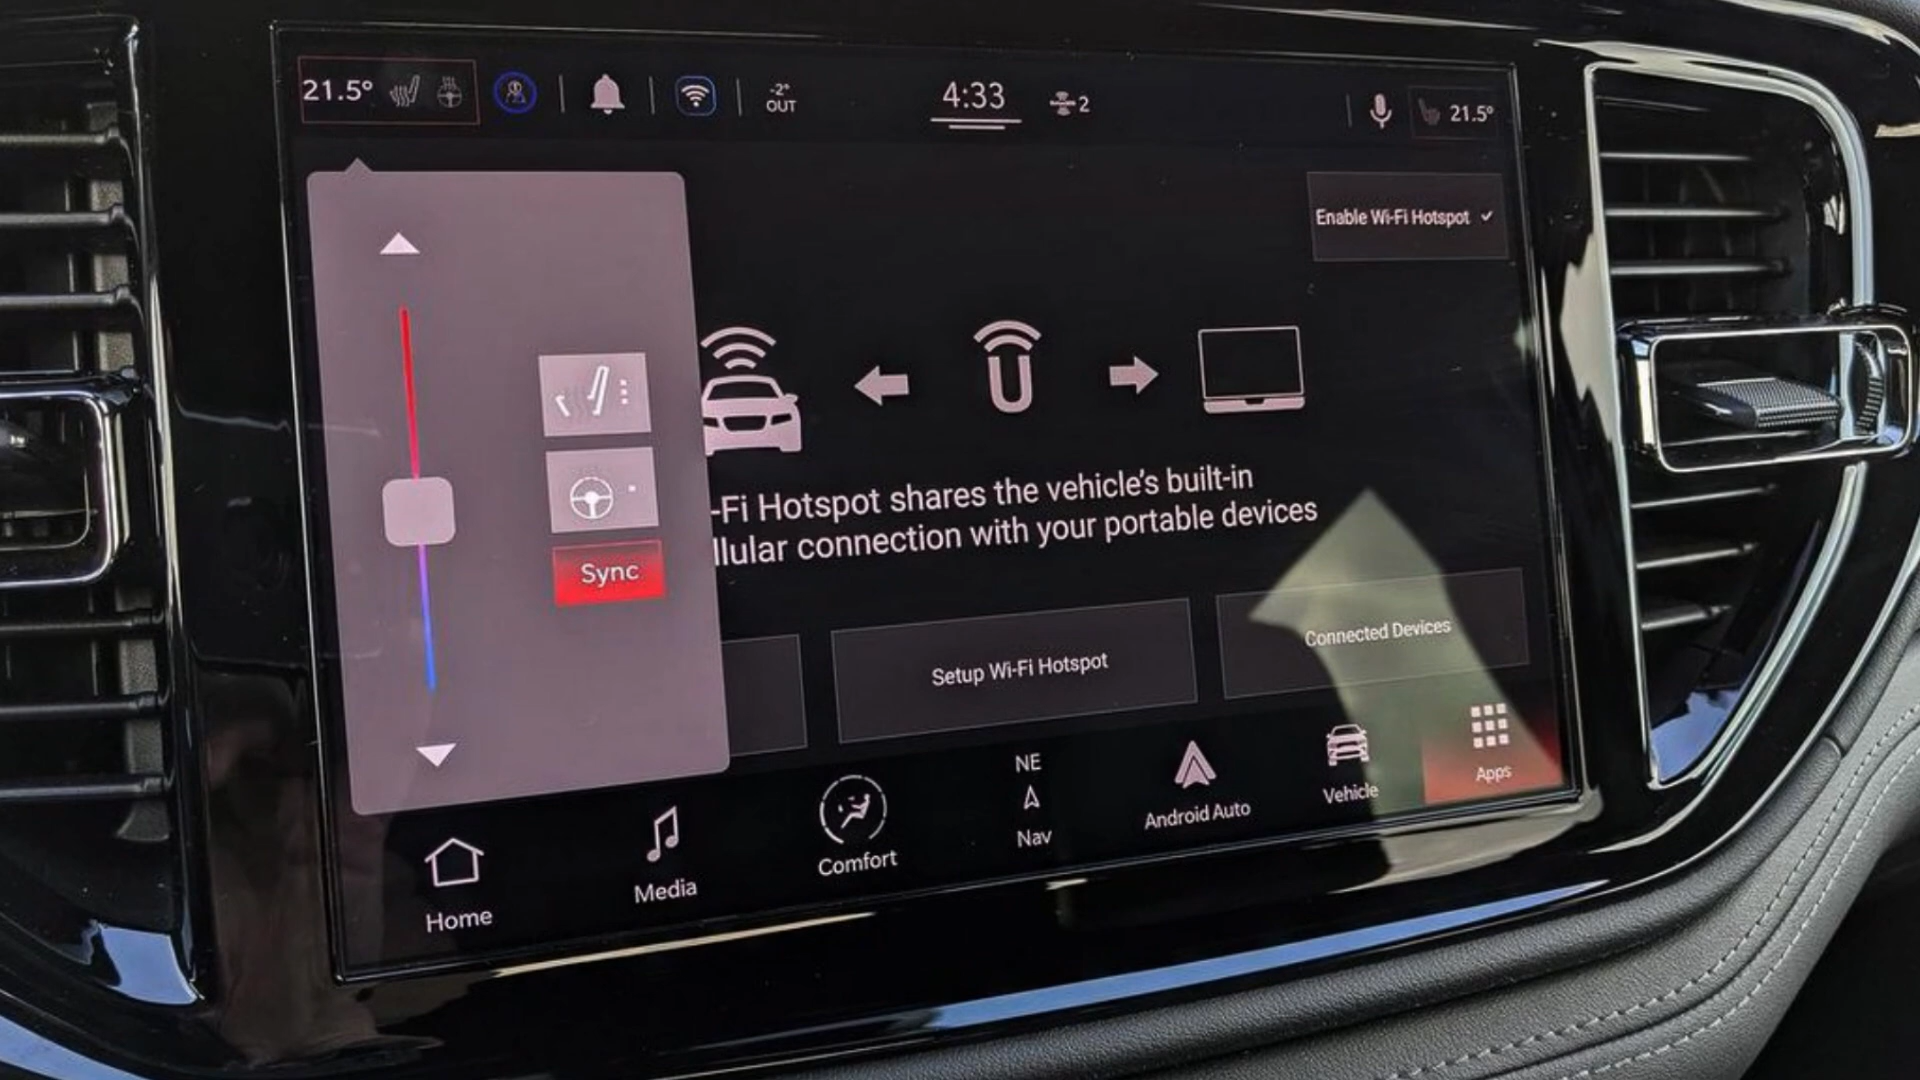 21.5°
-2°
OUT
4:33
2
21.5°
Enable Wi-Fi Hotspot
-Fi Hotspot shares the vehicle's built-in
llular connection with your portable devices
Sync
Setup Wi-Fi Hotspot
Connected Devices
Home
Media
Comfort
NE
Nav
Android Auto
Vehicle
Apps